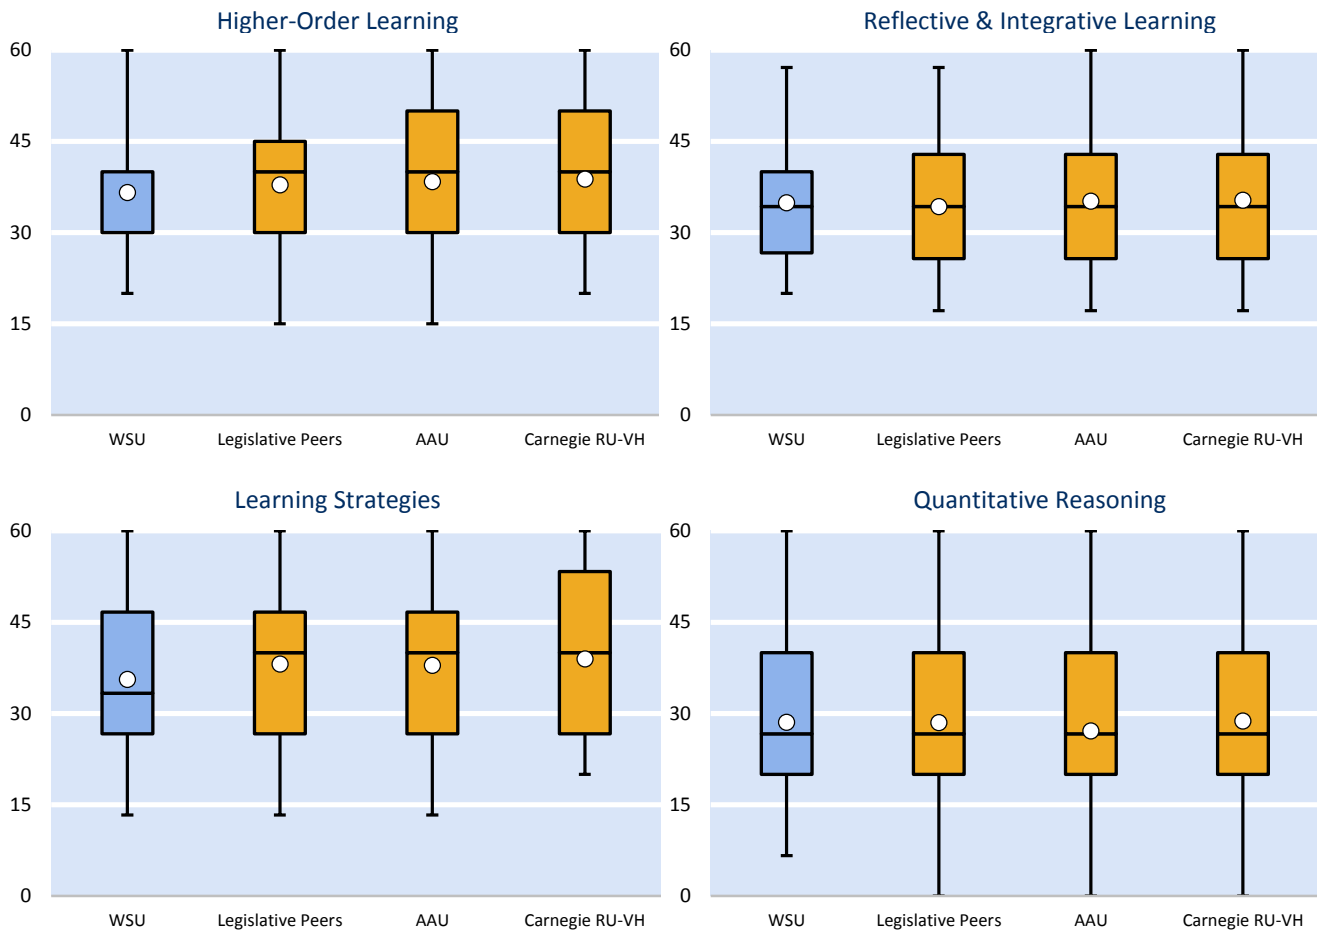 Higher-Order Learning
60
45
30
15
0
WSU Legislative Peers AAU Carnegie RU-VH
Reflective & Integrative Learning
60
45
30
15
0
WSU Legislative Peers AAU Carnegie RU-VH
Learning Strategies
60
45
30
15
0
WSU Legislative Peers AAU Carnegie RU-VH
Quantitative Reasoning
60
45
30
15
0
WSU Legislative Peers AAU Carnegie RU-VH